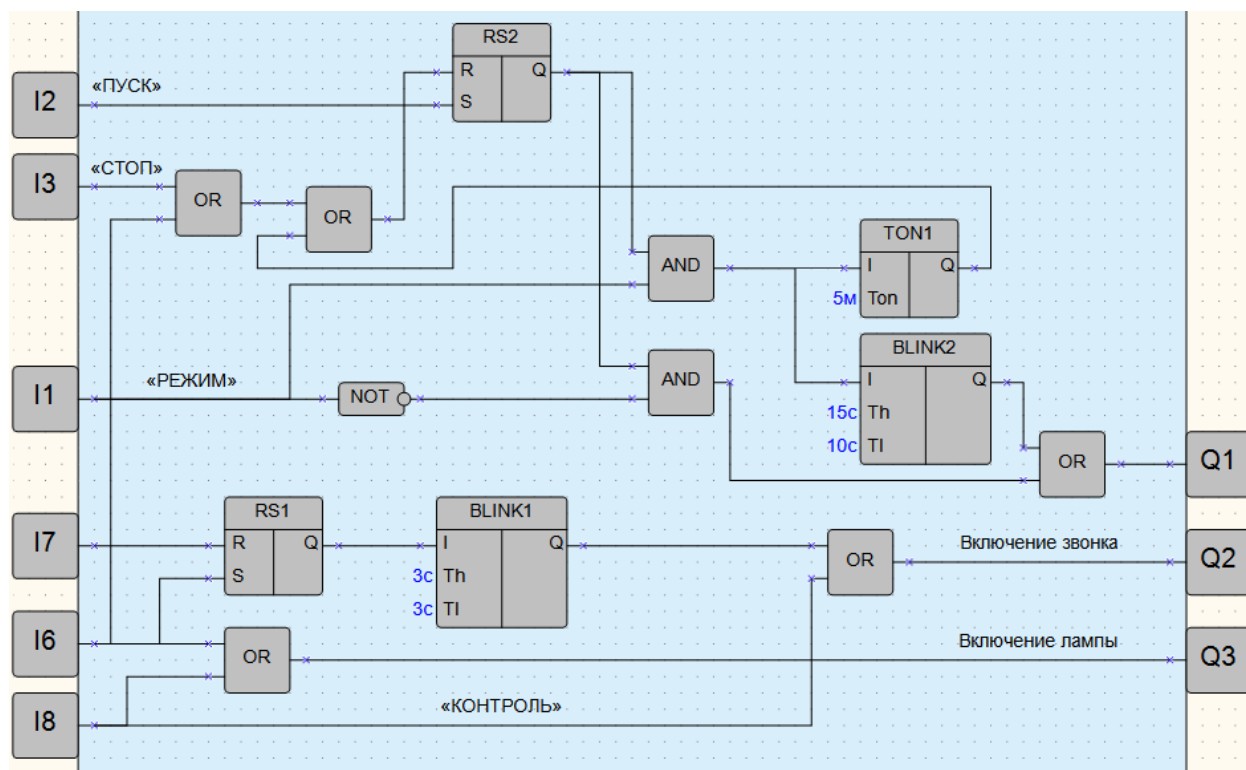 RS2
I2
«ПУСК»
R
Q
S
I3
«СТОП»
OR
OR
TON1
I
Q
5м
Ton
AND
BLINK2
I
Q
15с
Th
10с
Tl
I1
«РЕЖИМ»
NOT
AND
OR
Q1
RS1
R
Q
S
BLINK1
I
Q
3с
Th
3с
Tl
I7
OR
Включение звонка
Q2
I6
OR
Включение лампы
Q3
I8
«КОНТРОЛЬ»